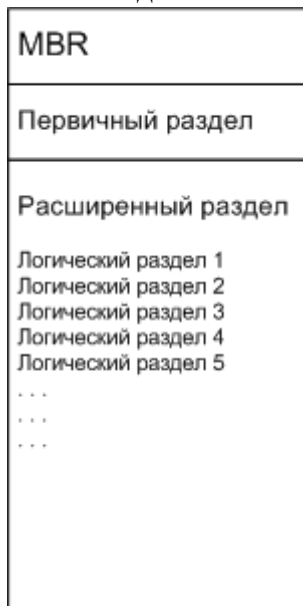 MBR
Первичный раздел
Расширенный раздел
Логический раздел 1
Логический раздел 2
Логический раздел 3
Логический раздел 4
Логический раздел 5
. . .
. . .
. . .